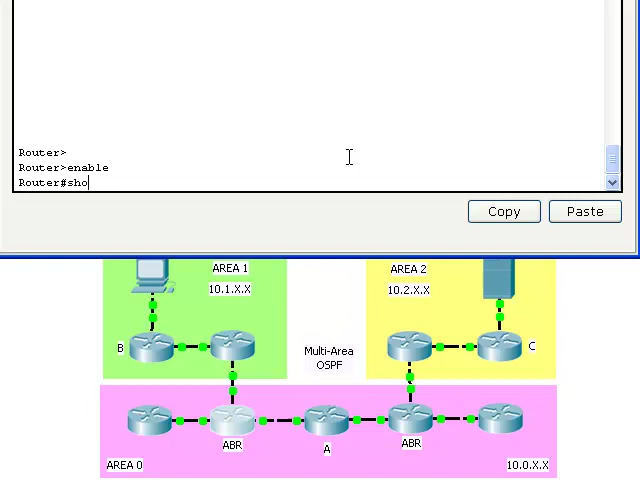 Router>
Router>enable
Router#sho
Copy Paste
AREA 1
10.1.X.X
AREA 2
10.2.X.X
B
Multi-Area
OSPF
C
ABR
A
ABR
AREA 0
10.0.X.X